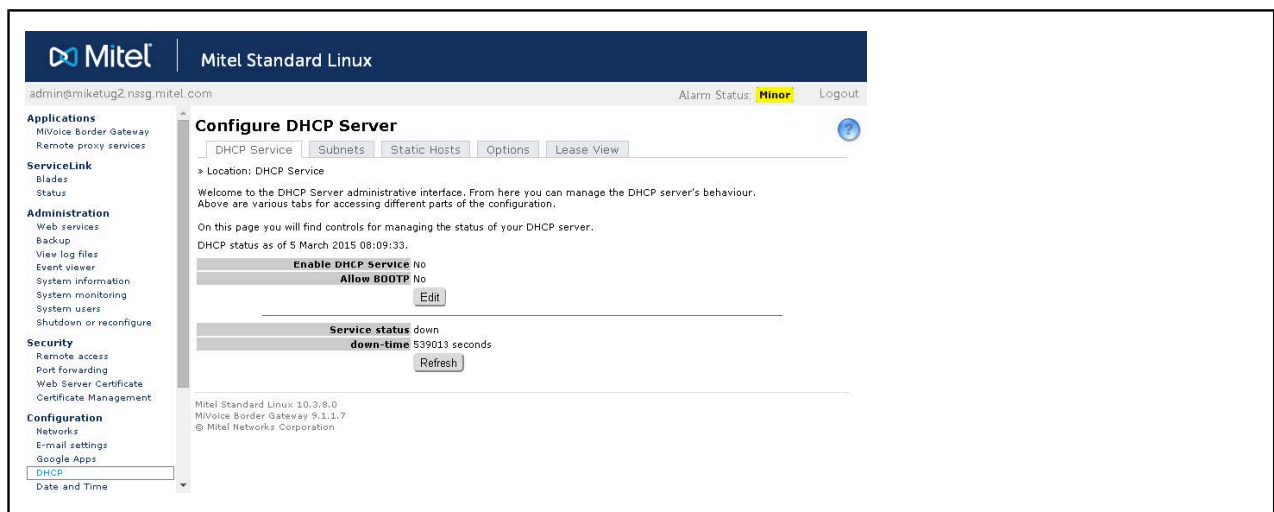 Mitel
Mitel Standard Linux
admin@miketug2.nssg.mitel.com
Alarm Status: Minor
Logout
Applications
MiVoice Border Gateway
Remote proxy services
ServiceLink
Blades
Status
Administration
Web services
Backup
View log files
Event viewer
System information
System monitoring
System users
Shutdown or reconfigure
Security
Remote access
Port forwarding
Web Server Certificate
Certificate Management
Configuration
Networks
E-mail settings
Google Apps
DHCP
Date and Time
Configure DHCP Server
?
DHCP Service Subnets Static Hosts Options Lease View
» Location: DHCP Service
Welcome to the DHCP Server administrative interface. From here you can manage the DHCP server's behaviour.
Above are various tabs for accessing different parts of the configuration.
On this page you will find controls for managing the status of your DHCP server.
DHCP status as of 5 March 2015 08:09:33.
Enable DHCP Service No
Allow BOOTP No
Edit
Service status down
down-time 539013 seconds
Refresh
Mitel Standard Linux 10.3.8.0
MiVoice Border Gateway 9.1.1.7
© Mitel Networks Corporation